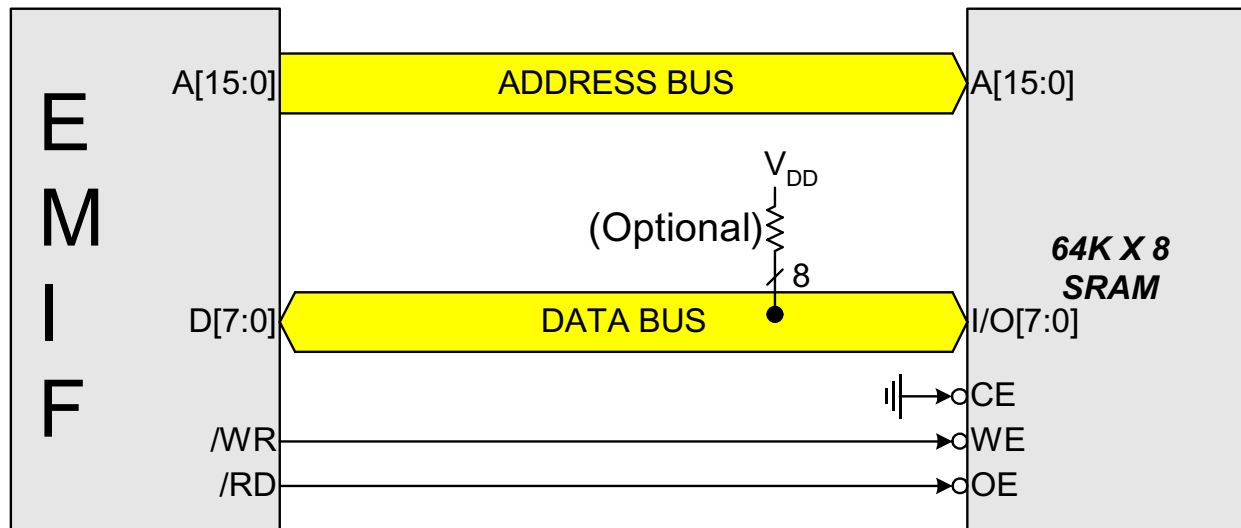 EMIF
A[15:0] ADDRESS BUS A[15:0]
VDD
(Optional)
8
64K X 8
SRAM
D[7:0] DATA BUS I/O[7:0]
CE
/WR WE
/RD OE